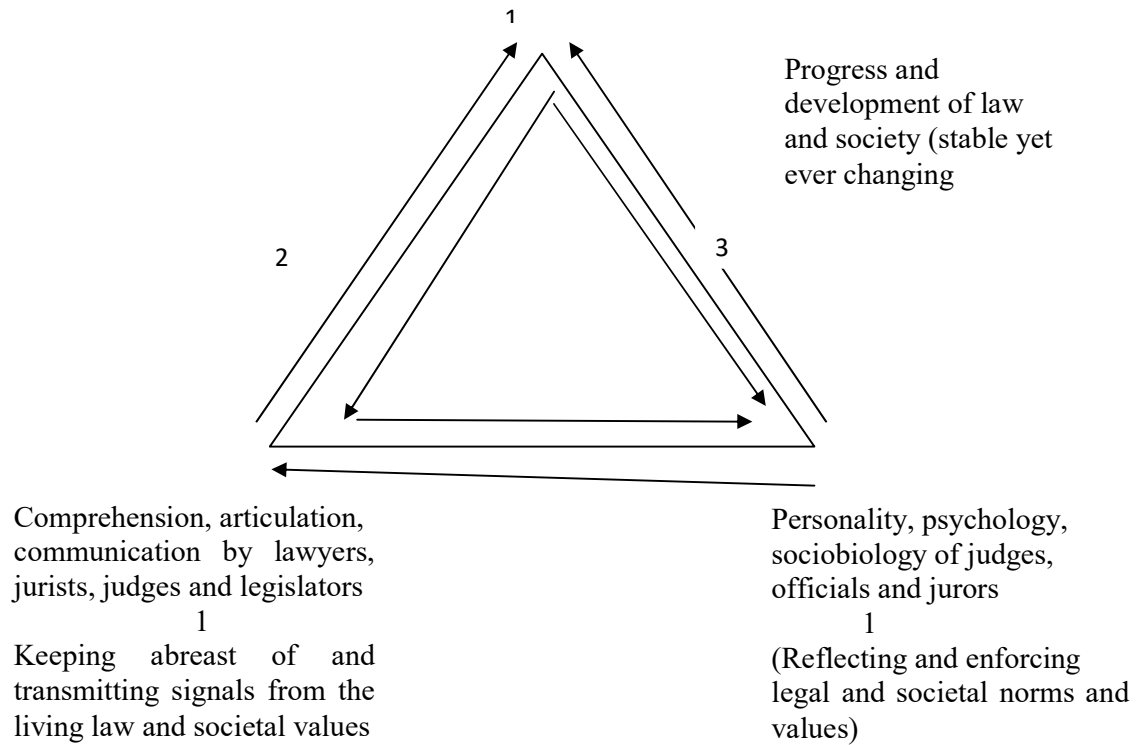 1
Progress and
development of law
and society (stable yet
ever changing
2
3
Comprehension, articulation,
communication by lawyers,
jurists, judges and legislators
1
Keeping abreast of and
transmitting signals from the
living law and societal values
Personality, psychology,
sociobiology of judges,
officials and jurors
1
(Reflecting and enforcing
legal and societal norms and
values)